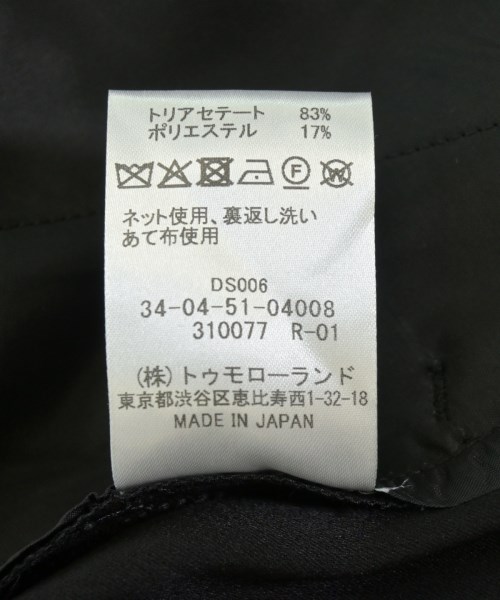 トリアセテート 83%
ポリエステル 17%
F W
ネット使用、裏返し洗い
あて布使用
DS006
34-04-51-04008
310077 R-01
(株)トゥモローランド
東京都渋谷区恵比寿西1-32-18
MADE IN JAPAN